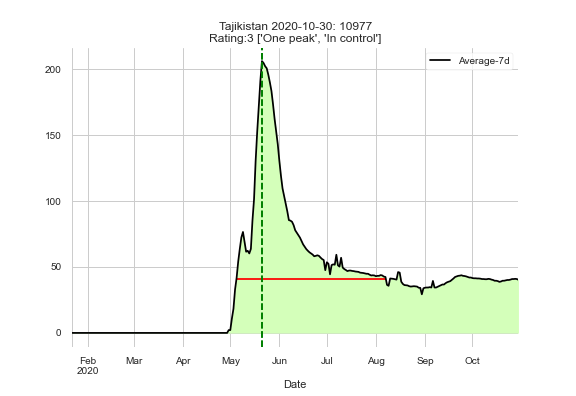 Tajikistan 2020-10-30: 10977
Rating:3 ['One peak', 'In control']
Average-7d
200
150
100
50
0
Feb Mar Apr May Jun Jul Aug Sep Oct
2020
Date